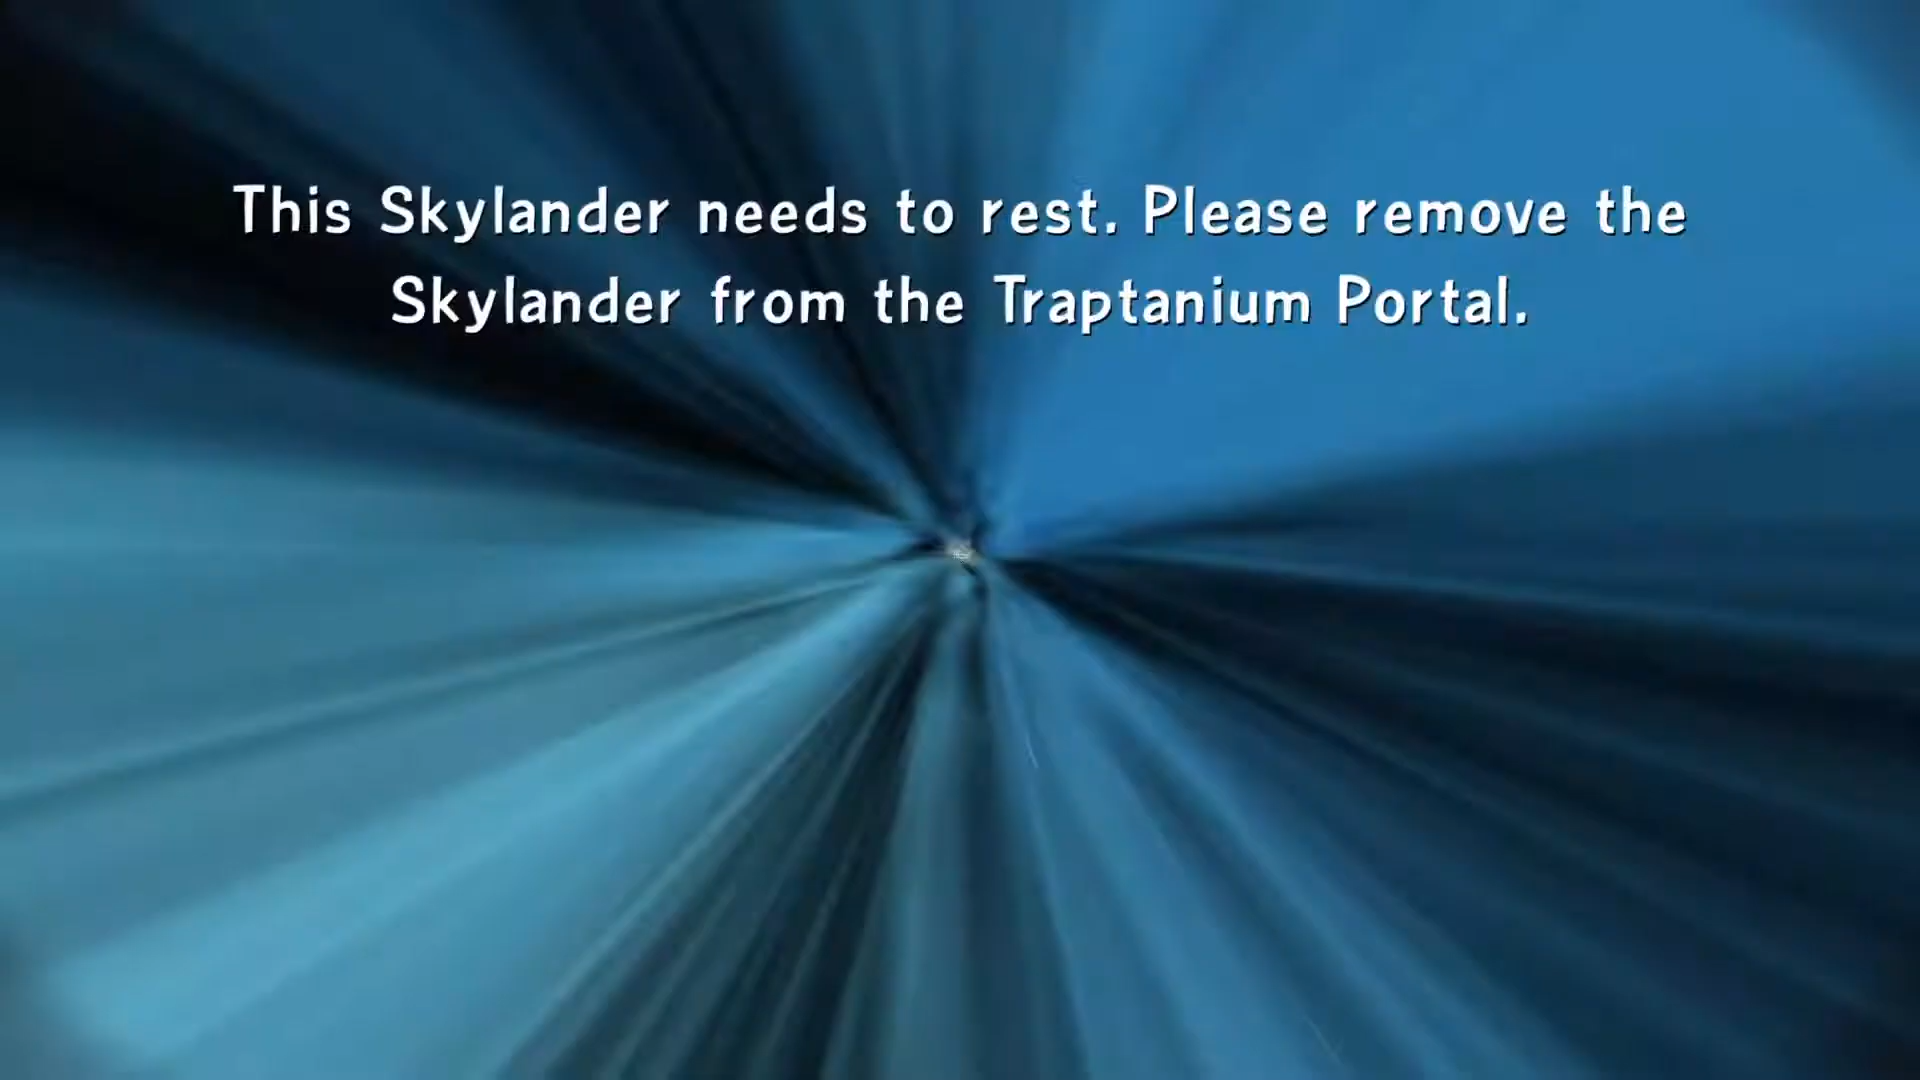 This Skylander needs to rest. Please remove the
Skylander from the Traptanium Portal.